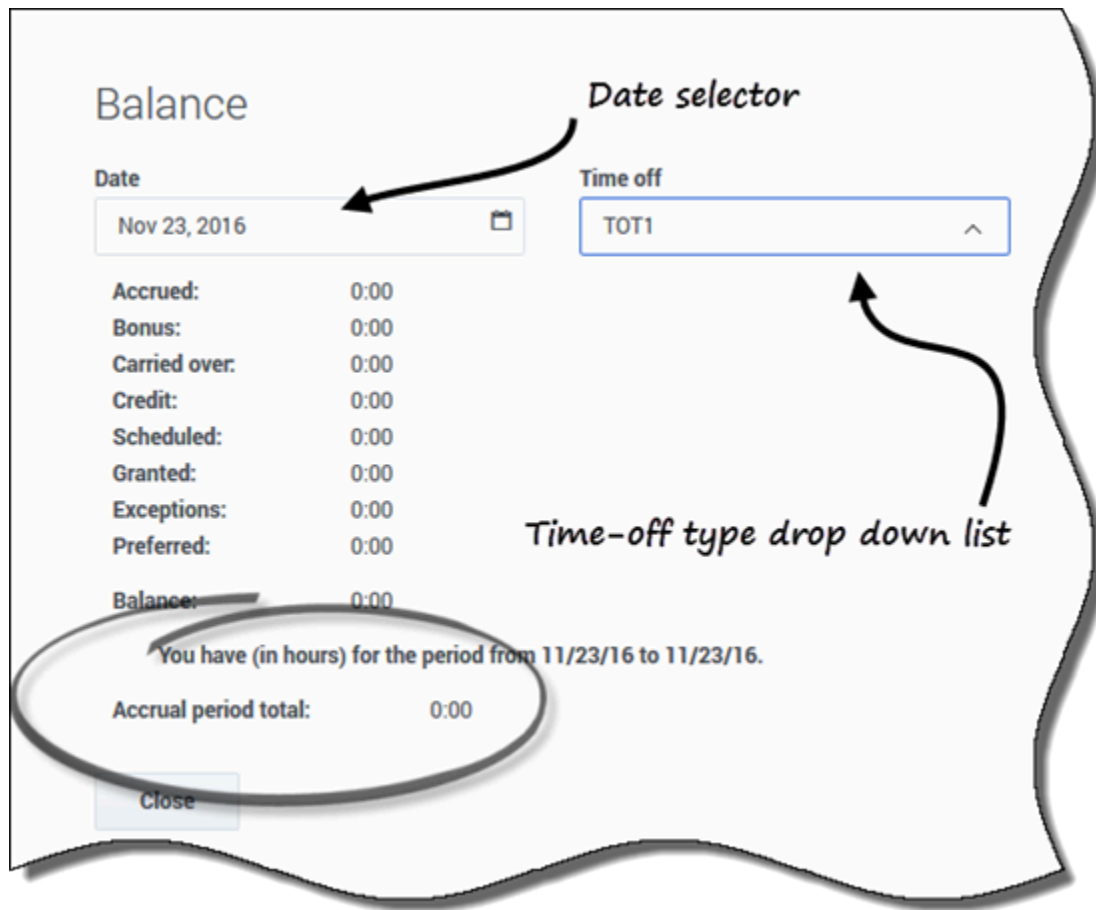 Balance
Date selector
Date
Time off
Nov 23, 2016
TOT1
Accrued: 0:00
Bonus: 0:00
Carried over: 0:00
Credit: 0:00
Scheduled: 0:00
Granted: 0:00
Exceptions: 0:00
Preferred: 0:00
Time-off type drop down list
Balance: 0:00
You have (in hours) for the period from 11/23/16 to 11/23/16.
Accrual period total: 0:00
Close